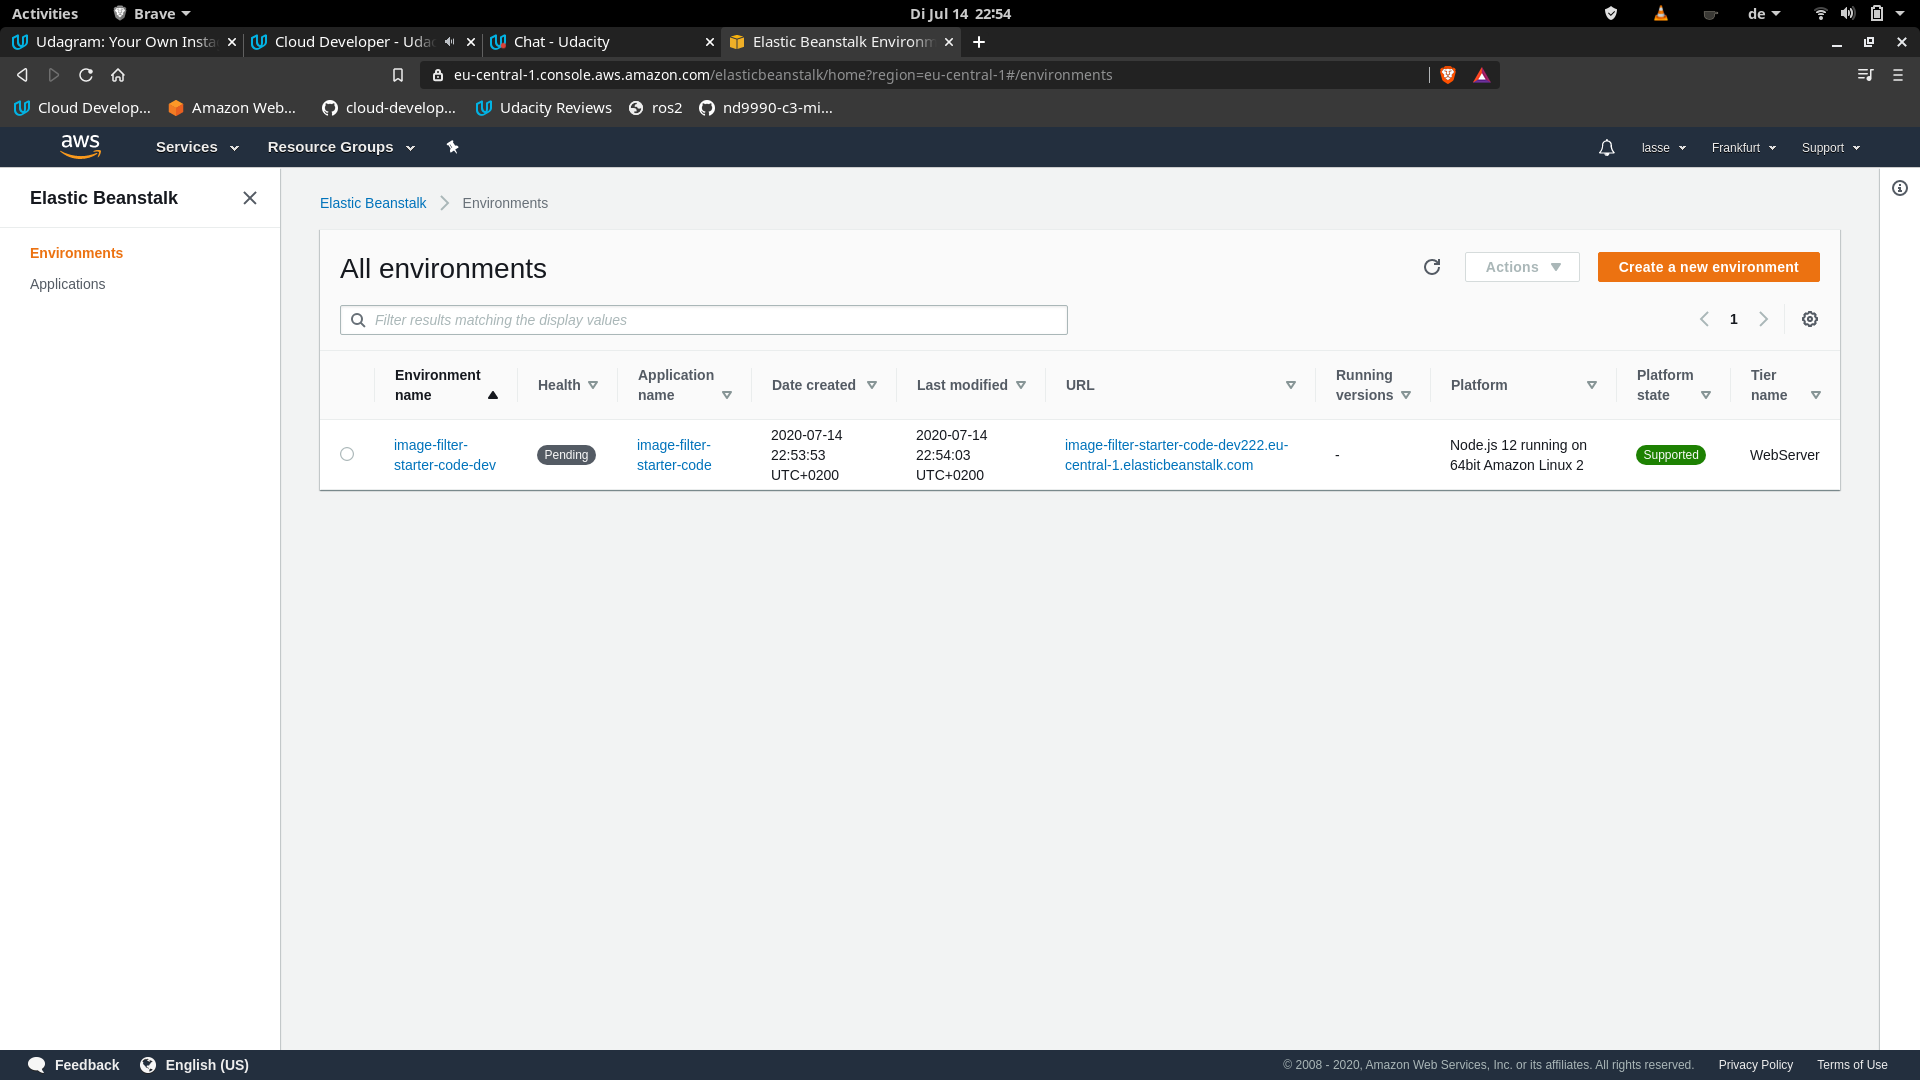 Activities
Brave
Di Jul 14 22:54
de
Udagram: Your Own Insta
Cloud Developer - Udac
Chat - Udacity
Elastic Beanstalk Environm
eu-central-1.console.aws.amazon.com/elasticbeanstalk/home?region=eu-central-1#/environments
Cloud Develop...
Amazon Web...
cloud-develop...
Udacity Reviews
ros2
nd9990-c3-mi...
aws
Services
Resource Groups
lasse
Frankfurt
Support
Elastic Beanstalk
Environments
Applications
Elastic Beanstalk
Environments
All environments
Actions
Create a new environment
Filter results matching the display values
1
Environment
name
Health
Application
name
Date created
Last modified
URL
Running
versions
Platform
Platform
state
Tier
name
image-filter-
starter-code-dev
Pending
image-filter-
starter-code
2020-07-14
22:53:53
UTC+0200
2020-07-14
22:54:03
UTC+0200
image-filter-starter-code-dev222.eu-
central-1.elasticbeanstalk.com
-
Node.js 12 running on
64bit Amazon Linux 2
Supported
WebServer
Feedback
English (US)
© 2008 - 2020, Amazon Web Services, Inc. or its affiliates. All rights reserved.
Privacy Policy
Terms of Use